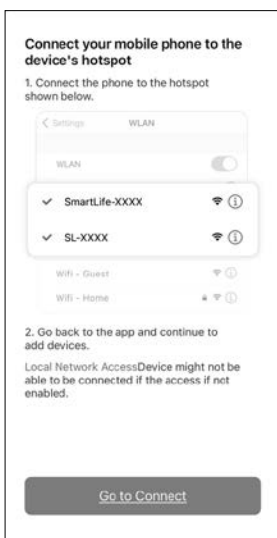 Connect your mobile phone to the
device's hotspot
1. Connect the phone to the hotspot
shown below.
Settings WLAN
WLAN
SmartLife-XXXX
SL-XXXX
Wifi - Guest
Wifi - Home
2. Go back to the app and continue to
add devices.
Local Network AccessDevice might not be
able to be connected if the access if not
enabled.
Go to Connect